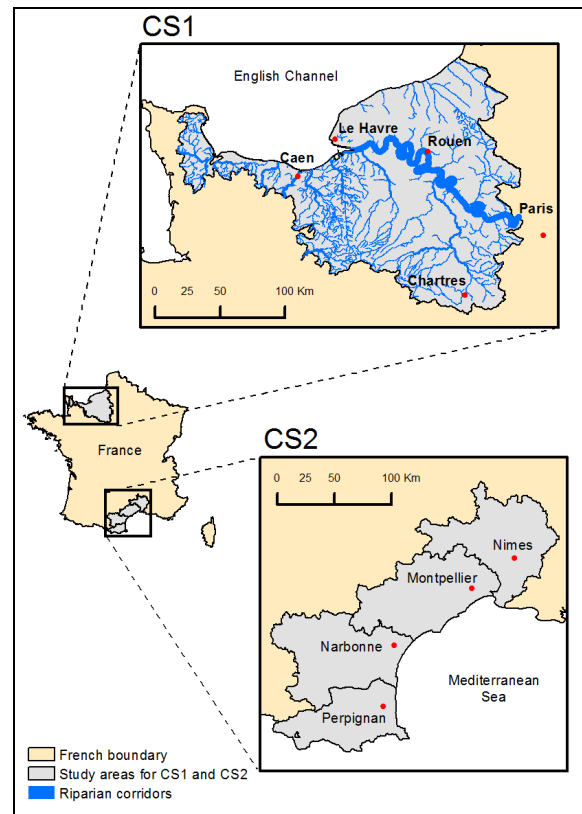 CS1
English Channel
Le Havre
Rouen
Caen
Paris
Chartres
0 25 50 100 Km
France
CS2
0 25 50 100 Km
Nimes
Montpellier
Narbonne
Mediterranean
Sea
Perpignan
French boundary
Study areas for CS1 and CS2
Riparian corridors